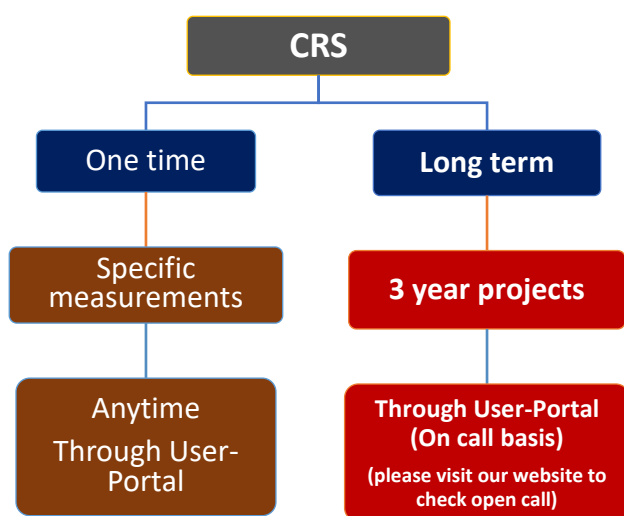 CRS
One time
Long term
Specific
measurements
3 year projects
Anytime
Through User-
Portal
Through User-Portal
(On call basis)
(please visit our website to
check open call)